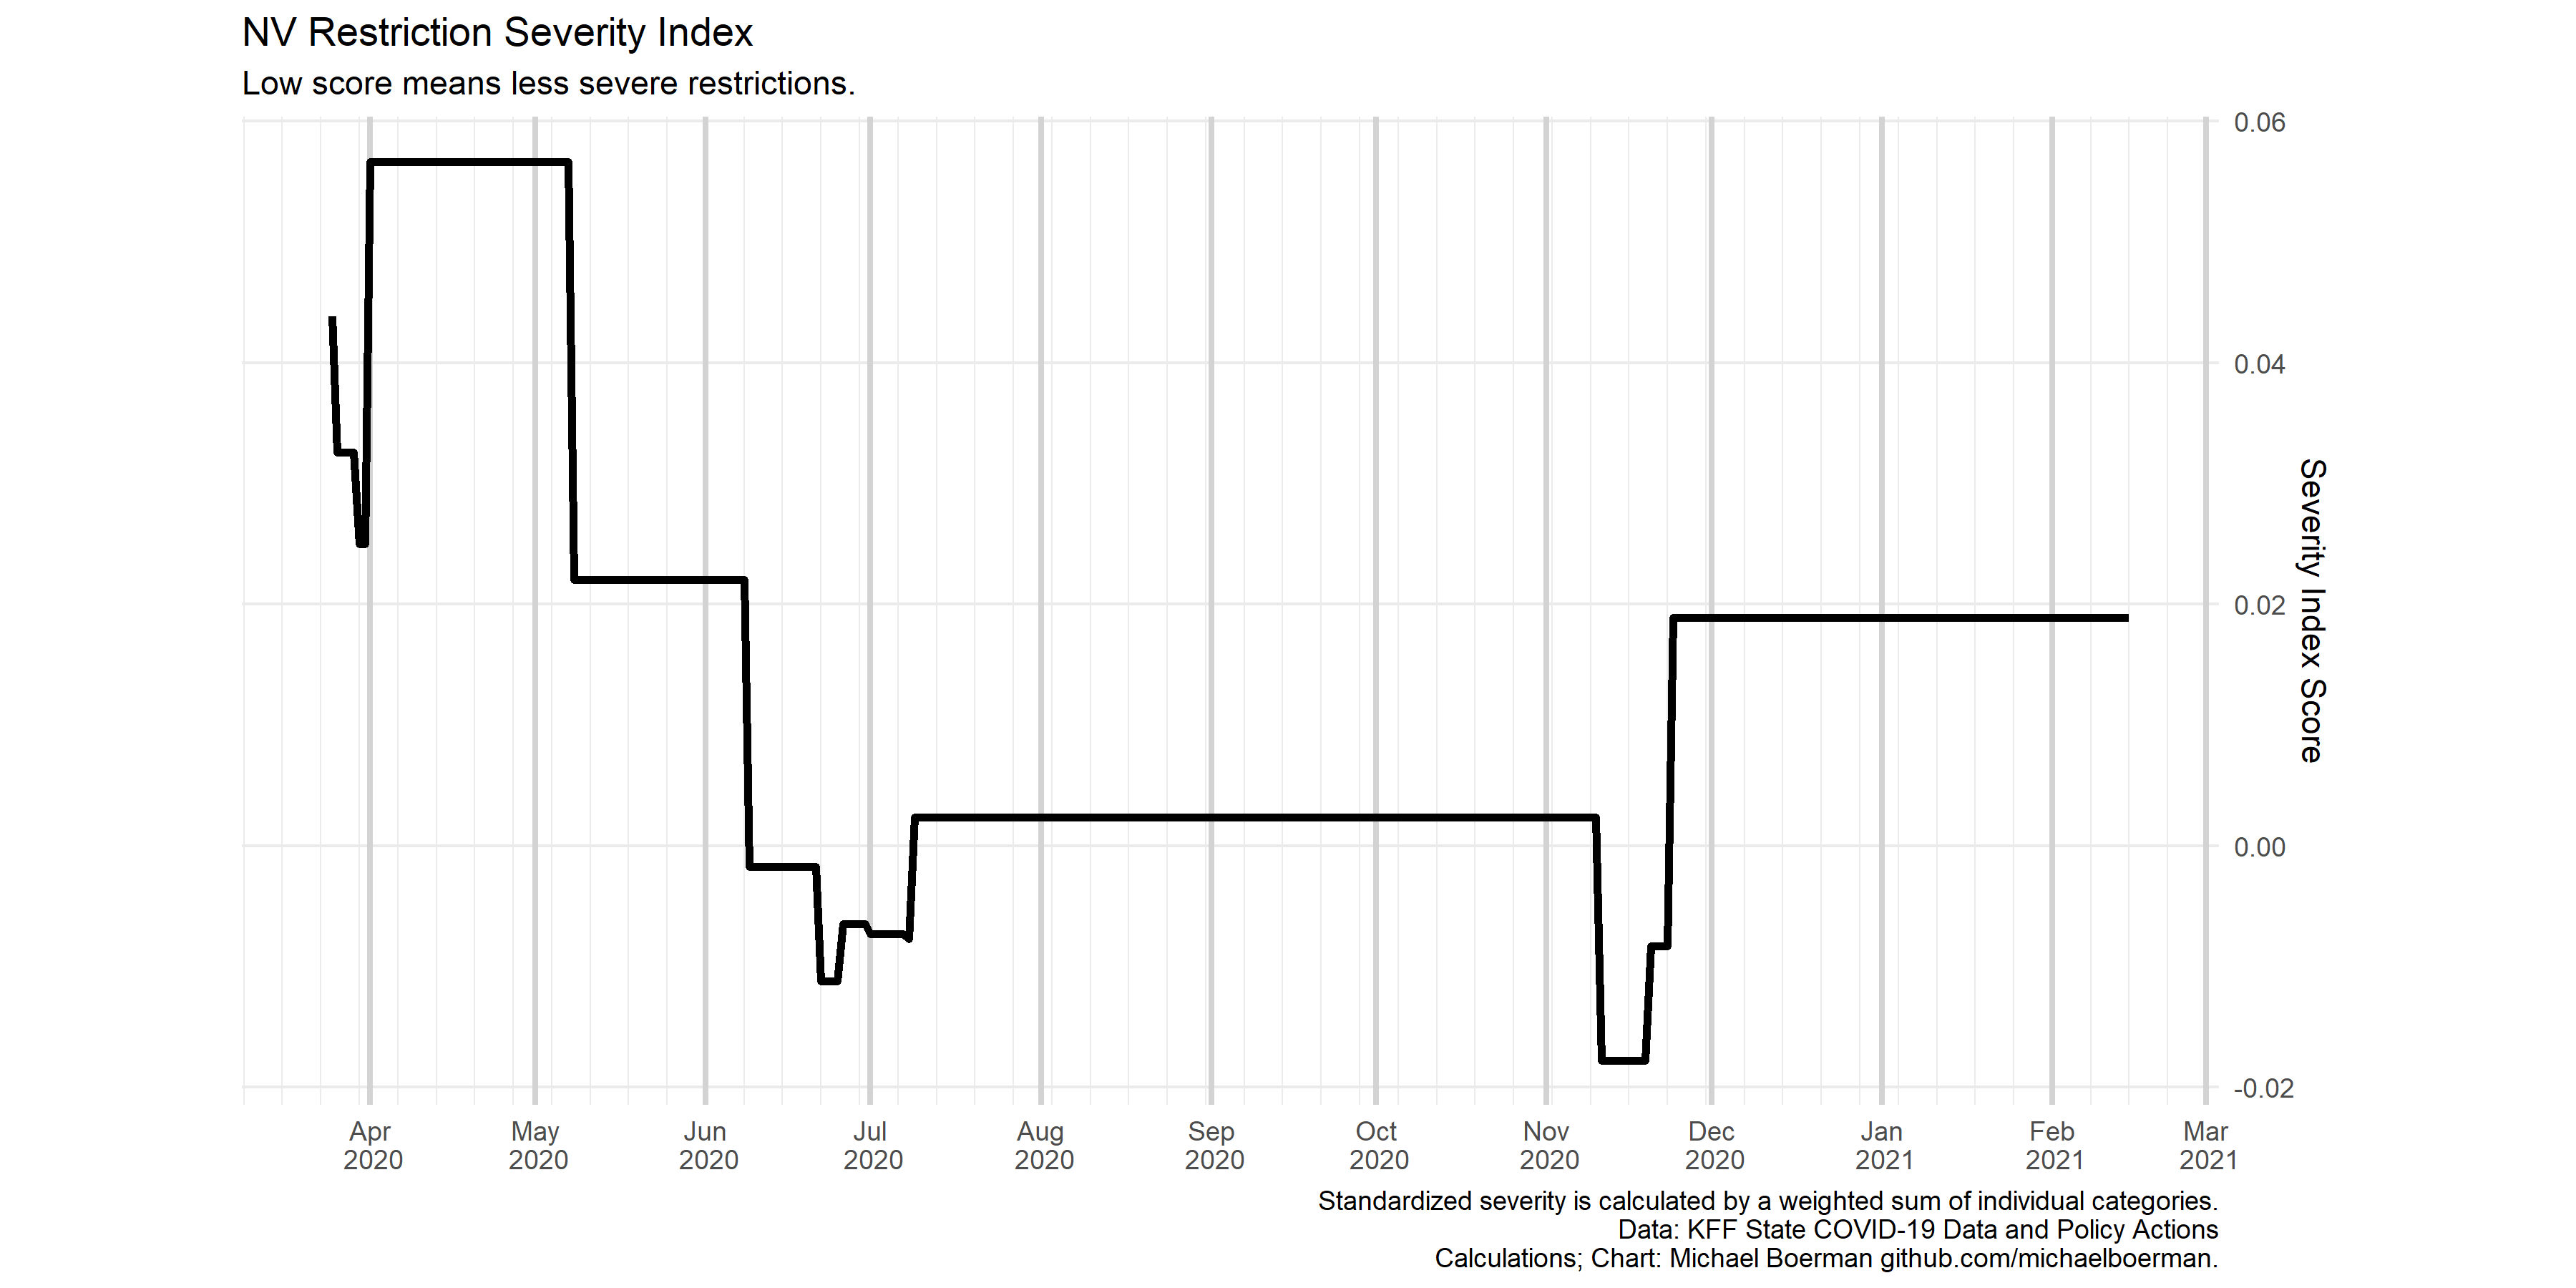 NV Restriction Severity Index
Low score means less severe restrictions.
0.06
0.04
0.02
0.00
-0.02
Severity Index Score
Apr
2020
May
2020
Jun
2020
Jul
2020
Aug
2020
Sep
2020
Oct
2020
Nov
2020
Dec
2020
Jan
2021
Feb
2021
Mar
2021
Standardized severity is calculated by a weighted sum of individual categories.
Data: KFF State COVID-19 Data and Policy Actions
Calculations; Chart: Michael Boerman github.com/michaelboerman.